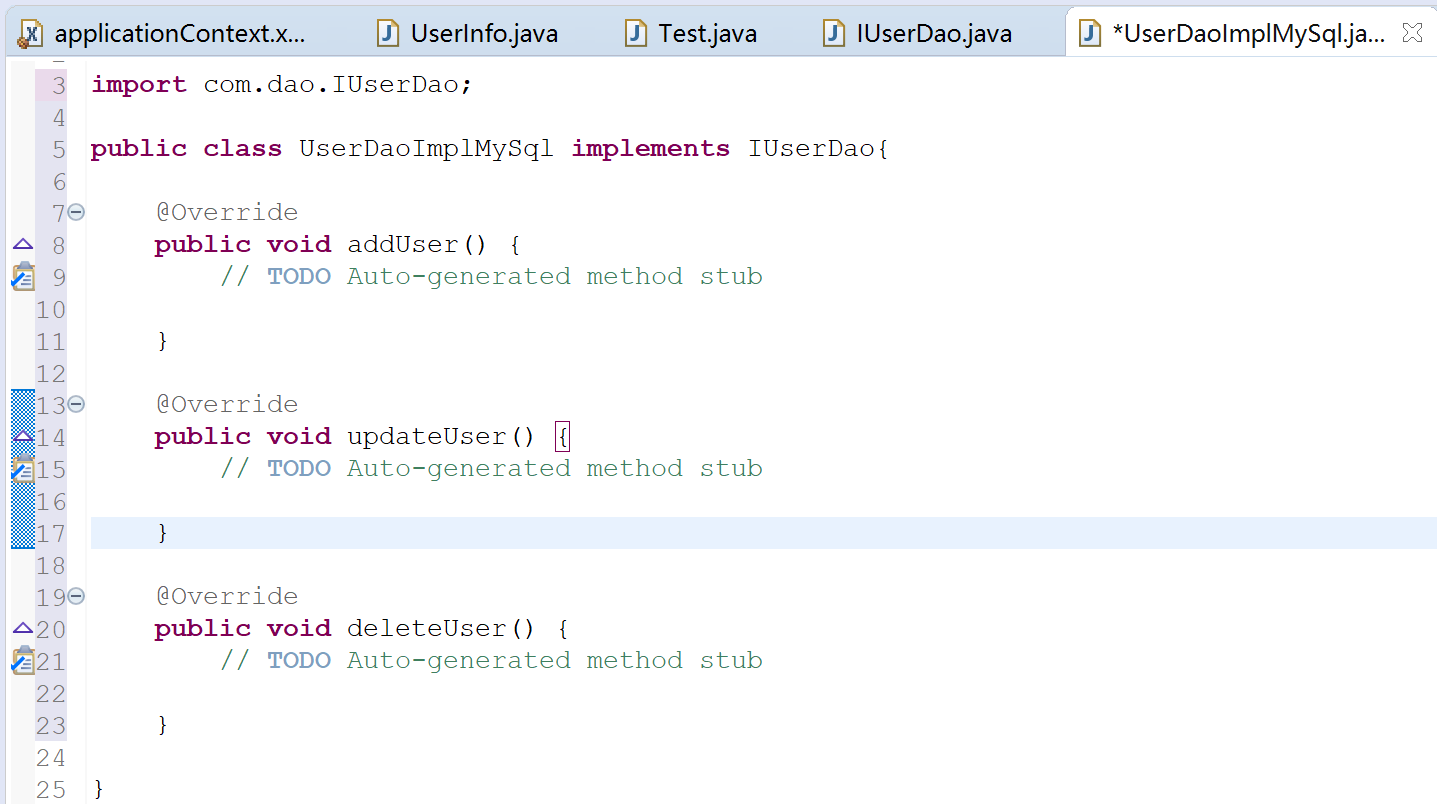 applicationContext.x... UserInfo.java Test.java IUserDao.java *UserDaoImplMySql.ja...
3 import com.dao.IUserDao;
4
5 public class UserDaoImplMySql implements IUserDao{
6
7 @Override
8 public void addUser() {
9 // TODO Auto-generated method stub
10
11 }
12
13 @Override
14 public void updateUser() {
15 // TODO Auto-generated method stub
16
17 }
18
19 @Override
20 public void deleteUser() {
21 // TODO Auto-generated method stub
22
23 }
24
25 }